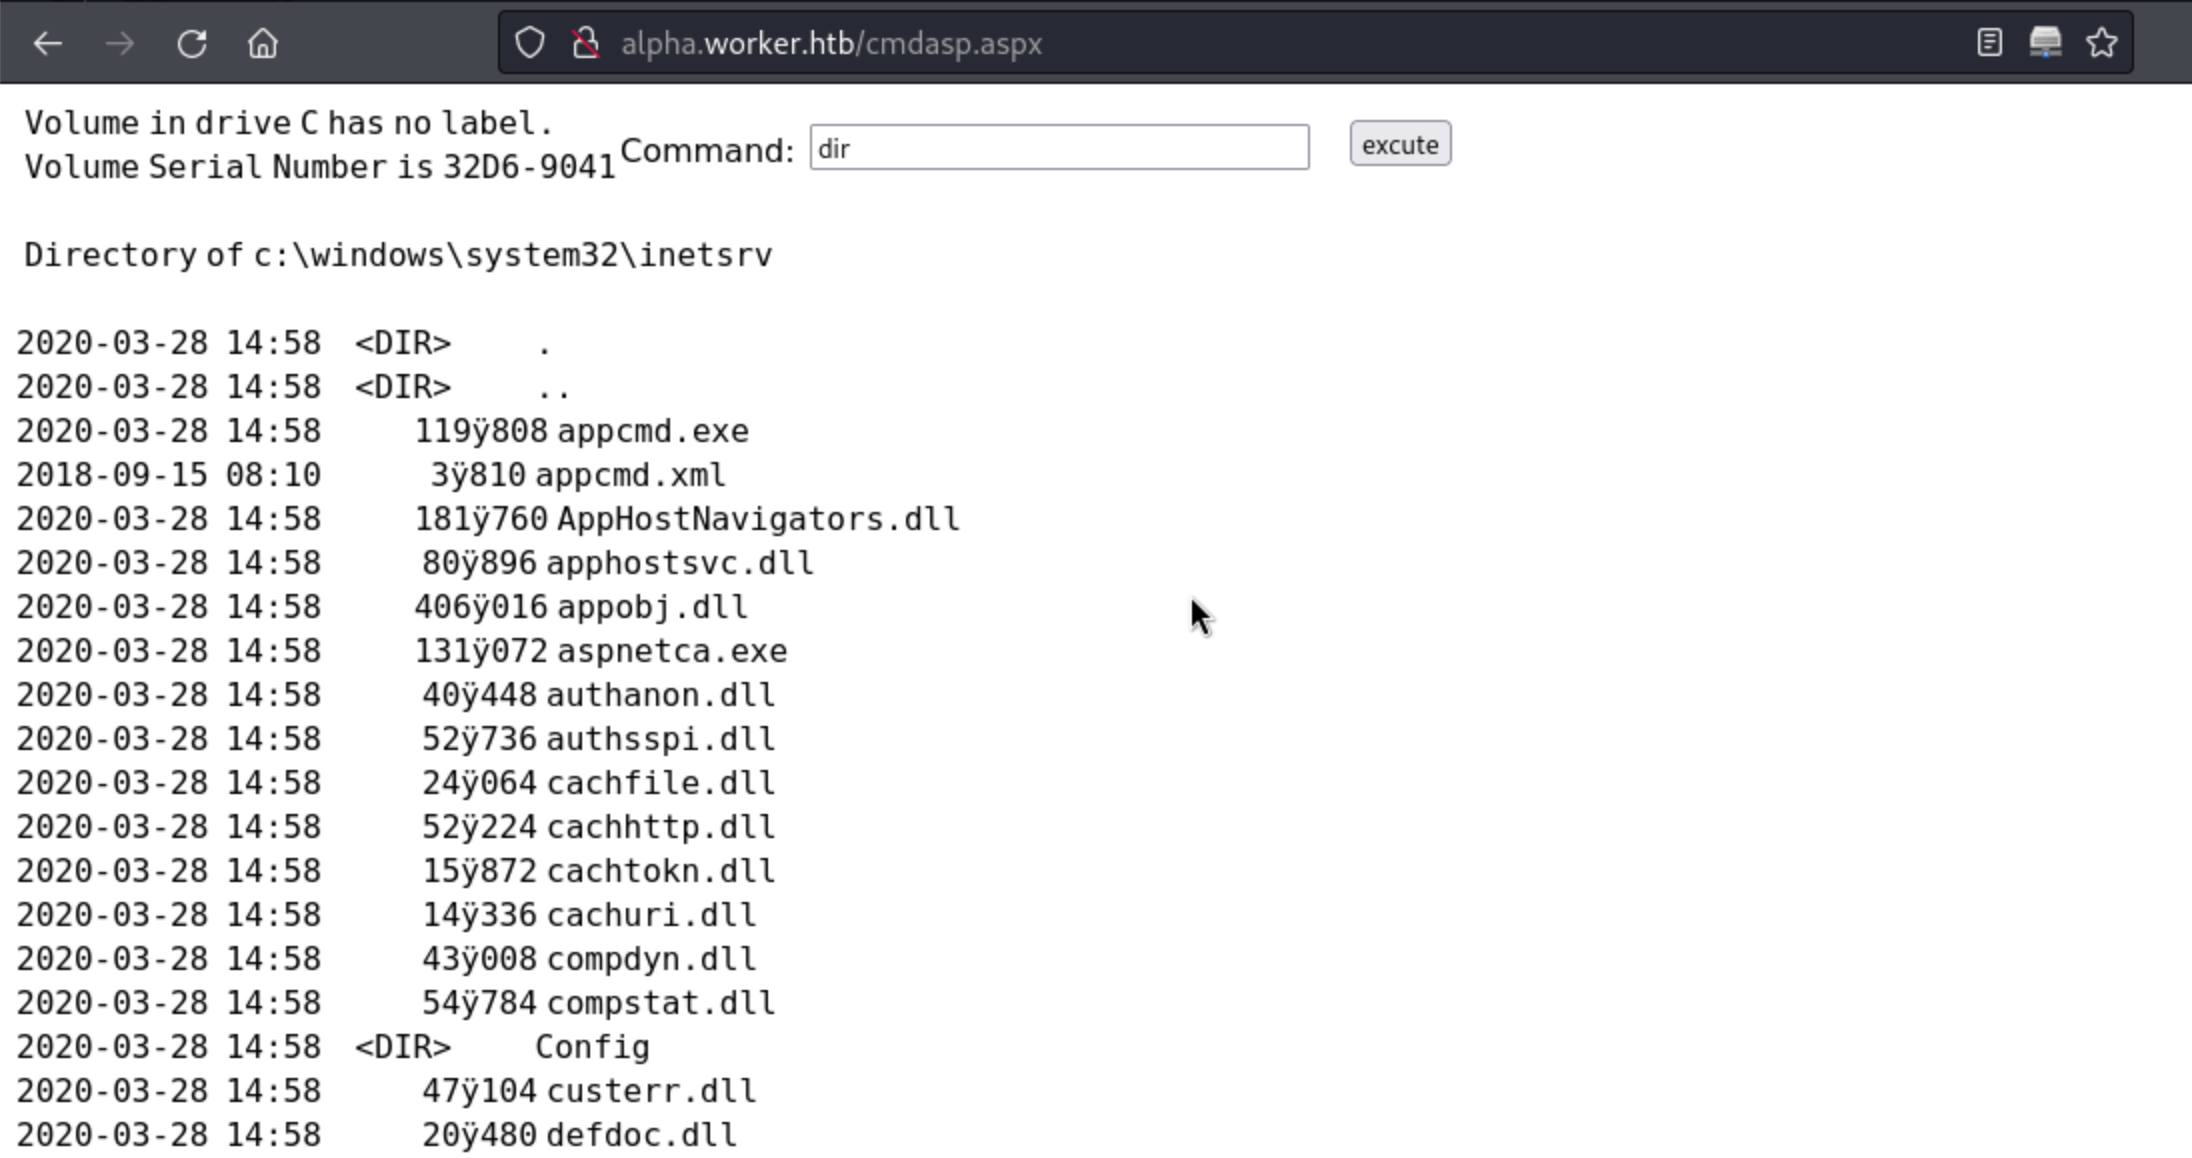 alpha.worker.htb/cmdasp.aspx
Volume in drive C has no label.
Volume Serial Number is 32D6-9041
Command:
dir
excute
Directory of c:\windows\system32\inetsrv
2020-03-28 14:58 <DIR> .
2020-03-28 14:58 <DIR> ..
2020-03-28 14:58 119ÿ808 appcmd.exe
2018-09-15 08:10 3ÿ810 appcmd.xml
2020-03-28 14:58 181ÿ760 AppHostNavigators.dll
2020-03-28 14:58 80ÿ896 apphostsvc.dll
2020-03-28 14:58 406ÿ016 appobj.dll
2020-03-28 14:58 131ÿ072 aspnetca.exe
2020-03-28 14:58 40ÿ448 authanon.dll
2020-03-28 14:58 52ÿ736 authsspi.dll
2020-03-28 14:58 24ÿ064 cachfile.dll
2020-03-28 14:58 52ÿ224 cachhttp.dll
2020-03-28 14:58 15ÿ872 cachtokn.dll
2020-03-28 14:58 14ÿ336 cachuri.dll
2020-03-28 14:58 43ÿ008 compdyn.dll
2020-03-28 14:58 54ÿ784 compstat.dll
2020-03-28 14:58 <DIR> Config
2020-03-28 14:58 47ÿ104 custerr.dll
2020-03-28 14:58 20ÿ480 defdoc.dll